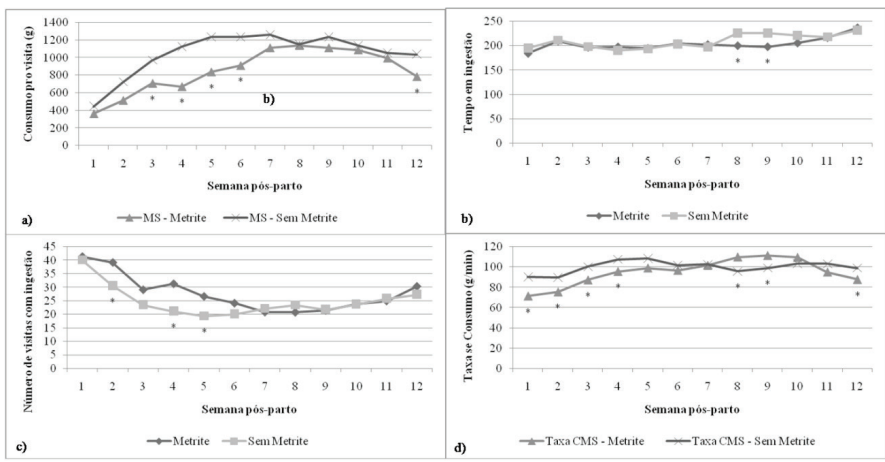 Consumo pro visita (g)
1400
1200
1000
800
600
400
200
0
* * * * *
b)
1 2 3 4 5 6 7 8 9 10 11 12
Semana pós-parto
a)
MS - Metrite
MS - Sem Metrite
Tempo em ingestão
250
200
150
100
50
0
* *
1 2 3 4 5 6 7 8 9 10 11 12
Semana pós-parto
b)
Metrite
Sem Metrite
Número de visitas com ingestão
45
40
35
30
25
20
15
10
5
0
* * *
1 2 3 4 5 6 7 8 9 10 11 12
Semana pós-parto
c)
Metrite
Sem Metrite
Taxa se Consumo (g/min)
120
100
80
60
40
20
0
* * * * * * *
1 2 3 4 5 6 7 8 9 10 11 12
Semana pós-parto
d)
Taxa CMS - Metrite
Taxa CMS - Sem Metrite